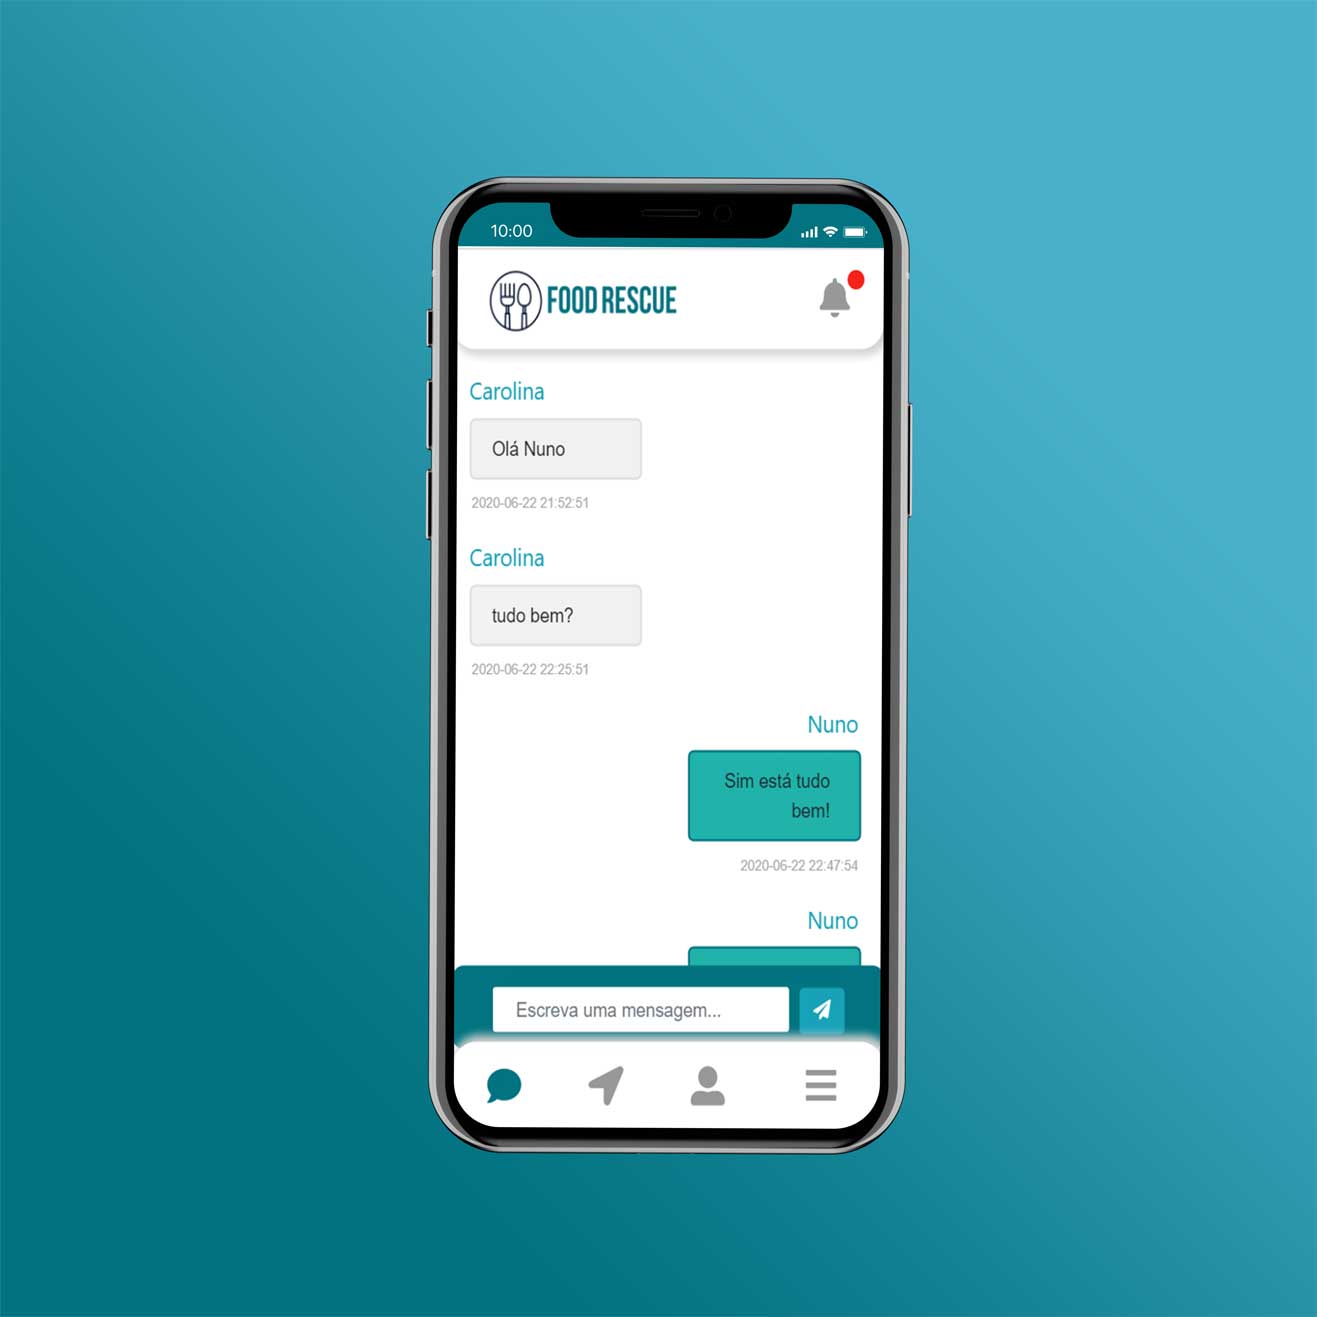 10:00
FOOD RESCUE
Carolina
Olá Nuno
2020-06-22 21:52:51
Carolina
tudo bem?
2020-06-22 22:25:51
Nuno
Sim está tudo
bem!
2020-06-22 22:47:54
Nuno
Escreva uma mensagem...